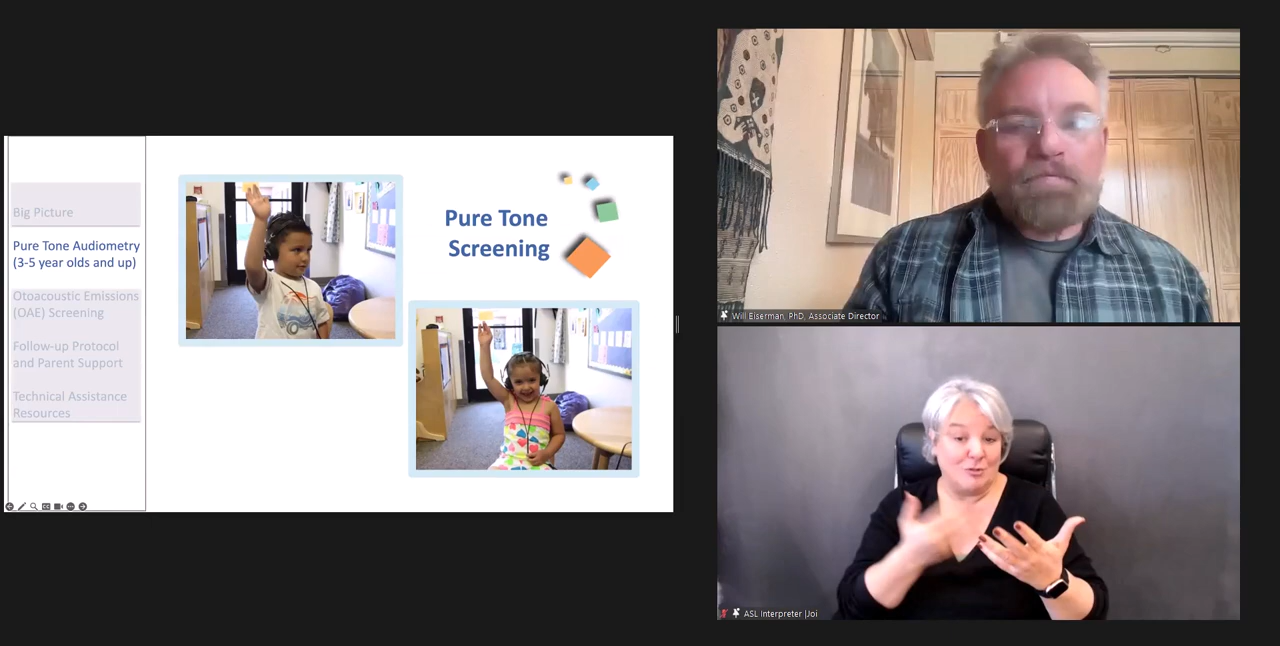 Big Picture
Pure Tone Audiometry
(3-5 year olds and up)
Otoacoustic Emissions
(OAE) Screening
Follow-up Protocol
and Parent Support
Technical Assistance
Resources
Pure Tone
Screening
Will Eiserman, PhD, Associate Director
ASL Interpreter |Joi